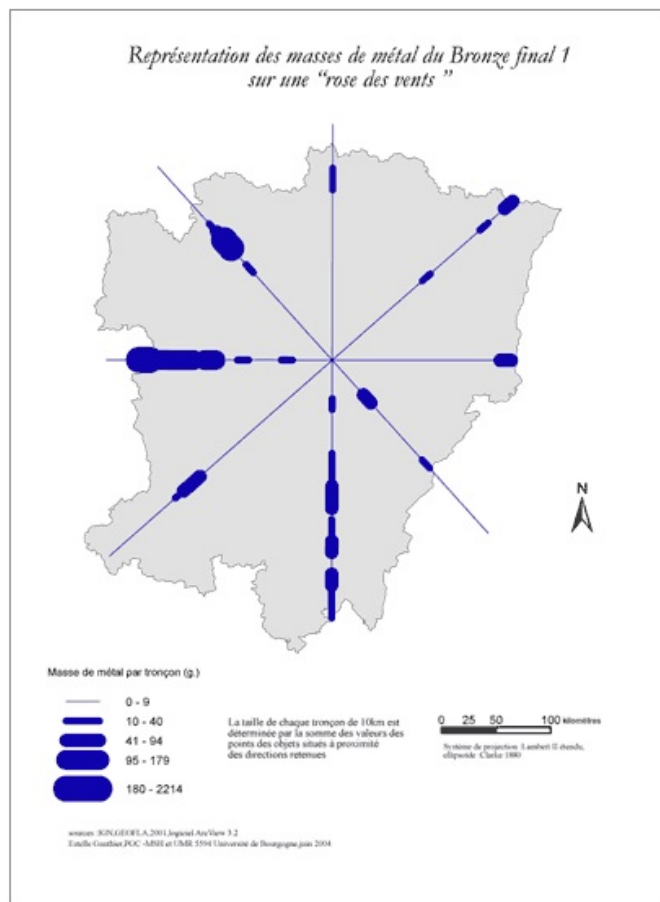 Représentation des masses de métal du Bronze final 1
sur une “rose des vents ”
N
Masse de métal par tronçon (g.)
0 - 9
10 - 40
41 - 94
95 - 179
180 - 2214
La taille de chaque tronçon de 10km est
déterminée par la somme des valeurs des
points des objets situés à proximité
des directions retenues
0 25 50 100 kilomètres
Système de projection Lambert II étendu,
ellipsoïde Clarke 1880
sources :IGN,GEOFLA,2001,logiciel ArcView 3.2
Estelle Gauthier,PGC -MSH et UMR 5594 Université de Bourgogne,juin 2004